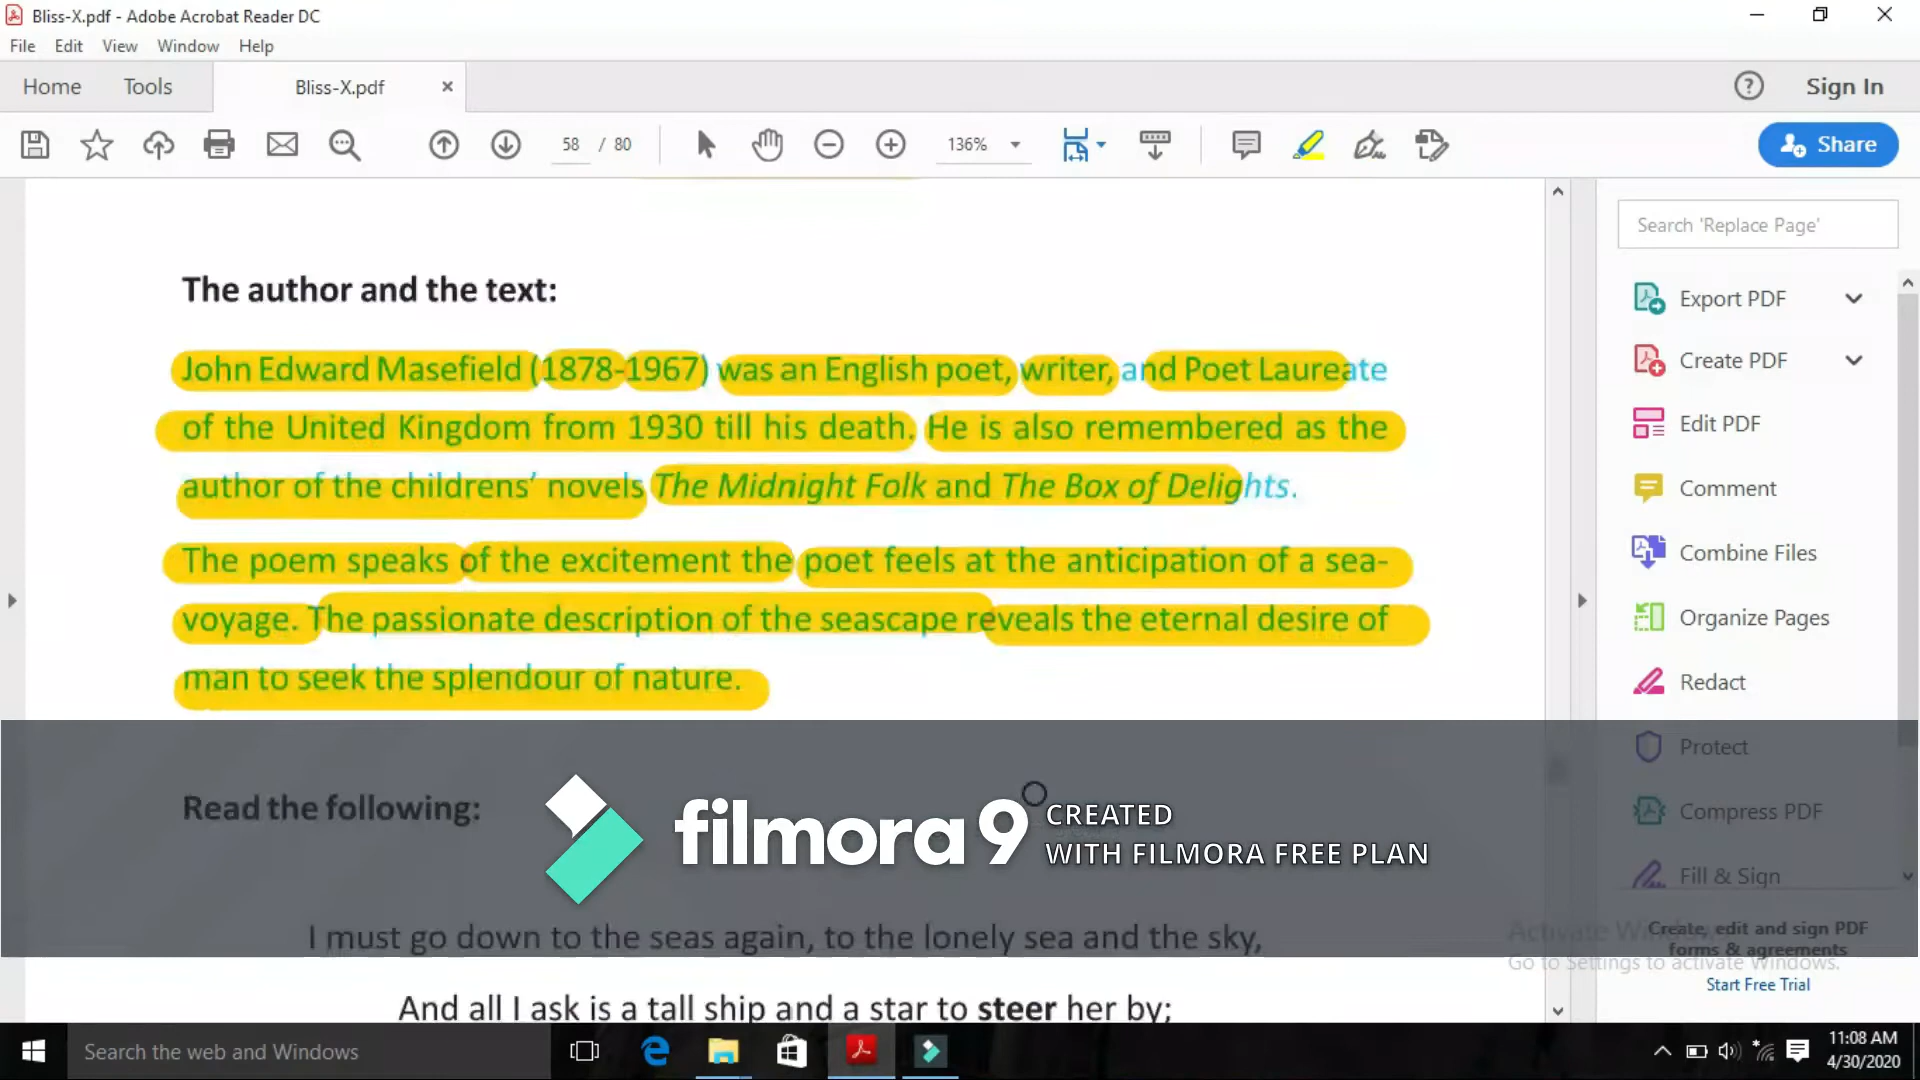 Bliss-X.pdf - Adobe Acrobat Reader DC
File Edit View Window Help
Home Tools Bliss-X.pdf Sign In
58 / 80 136% Share
Search 'Replace Page'
The author and the text:
John Edward Masefield (1878-1967) was an English poet, writer, and Poet Laureate
of the United Kingdom from 1930 till his death. He is also remembered as the
author of the childrens' novels The Midnight Folk and The Box of Delights.
The poem speaks of the excitement the poet feels at the anticipation of a sea-
voyage. The passionate description of the seascape reveals the eternal desire of
man to seek the splendour of nature.
Read the following:
I must go down to the seas again, to the lonely sea and the sky,
And all I ask is a tall ship and a star to steer her by;
filmora9
CREATED
WITH FILMORA FREE PLAN
Export PDF
Create PDF
Edit PDF
Comment
Combine Files
Organize Pages
Redact
Protect
Compress PDF
Fill & Sign
Create, edit and sign PDF
forms & agreements
Start Free Trial
Activate Windows
Go to Settings to activate Windows.
Search the web and Windows
11:08 AM
4/30/2020